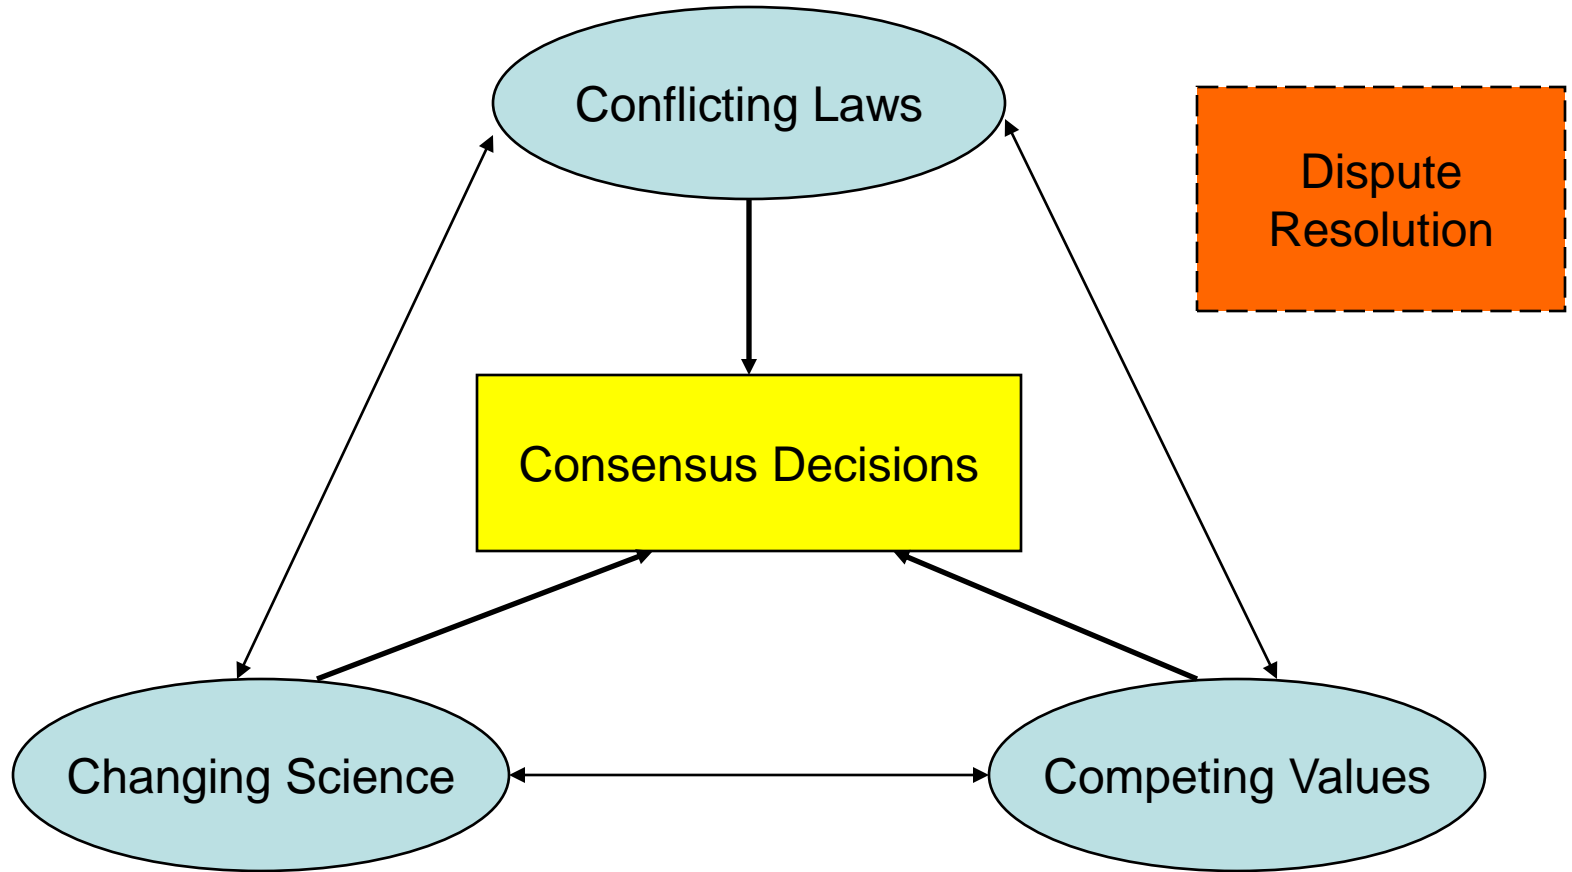 Conflicting Laws
Dispute
Resolution
Consensus Decisions
Changing Science
Competing Values